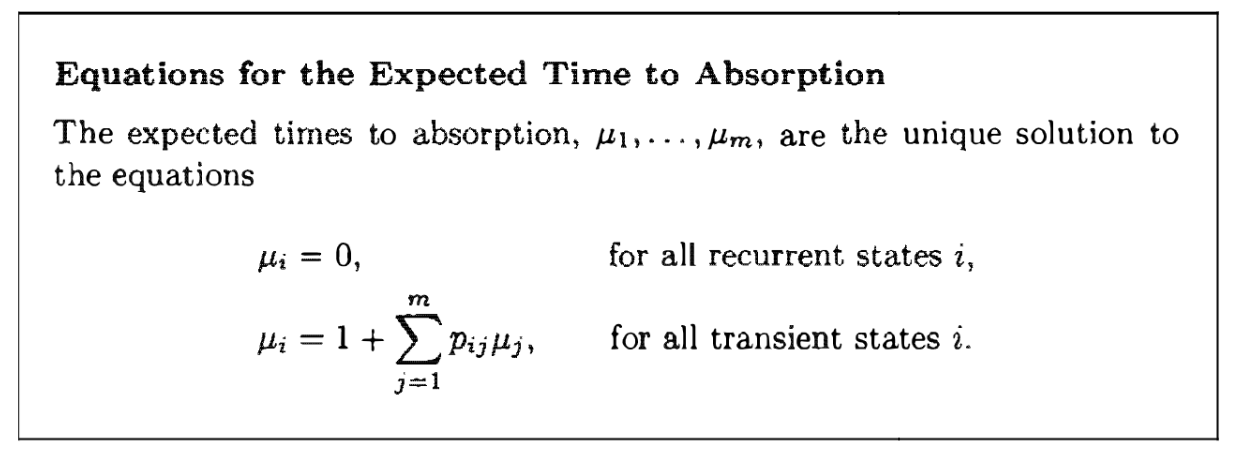 Equations for the Expected Time to Absorption
The expected times to absorption, μ₁, . . . , μₘ, are the unique solution to
the equations
μᵢ = 0, for all recurrent states i,
μᵢ = 1 + ∑_{j=1}^{m} pᵢⱼμⱼ, for all transient states i.